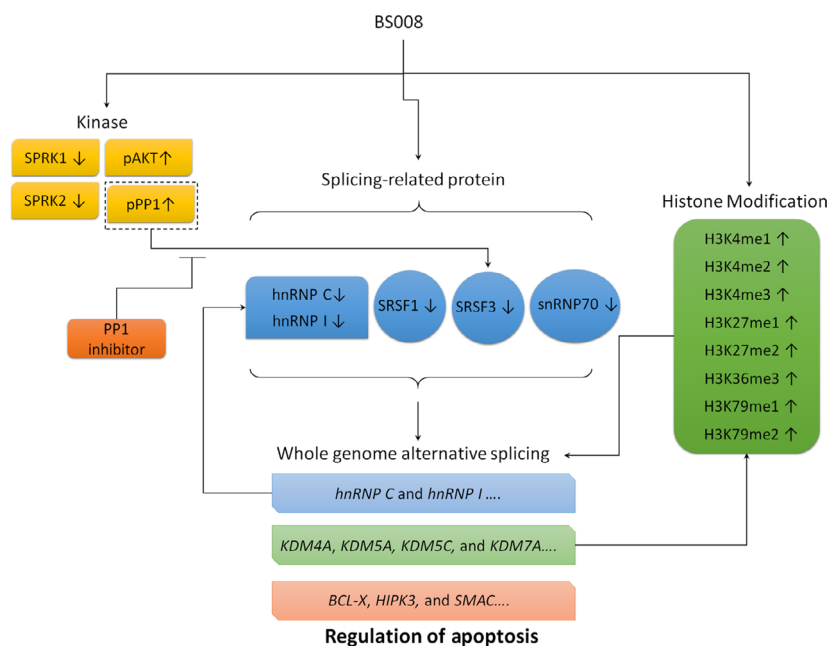 BS008
Kinase
SPRK1 ↓
pAKT↑
SPRK2 ↓
pPP1↑
PP1
inhibitor
Splicing-related protein
hnRNP C↓
hnRNP I ↓
SRSF1 ↓
SRSF3 ↓
snRNP70 ↓
Histone Modification
H3K4me1 ↑
H3K4me2 ↑
H3K4me3 ↑
H3K27me1 ↑
H3K27me2 ↑
H3K36me3 ↑
H3K79me1 ↑
H3K79me2 ↑
Whole genome alternative splicing
hnRNP C and hnRNP I ....
KDM4A, KDM5A, KDM5C, and KDM7A....
BCL-X, HIPK3, and SMAC....
Regulation of apoptosis